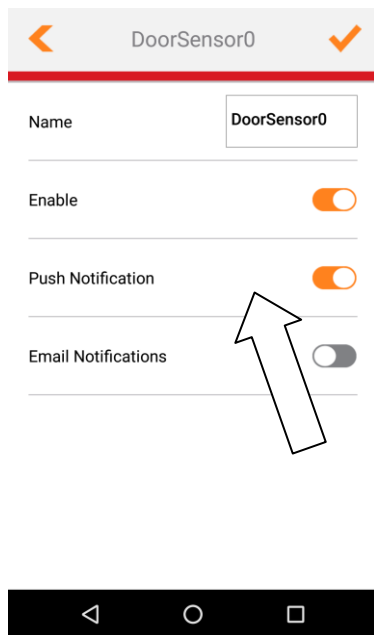 DoorSensor0
Name
DoorSensor0
Enable
Push Notification
Email Notifications